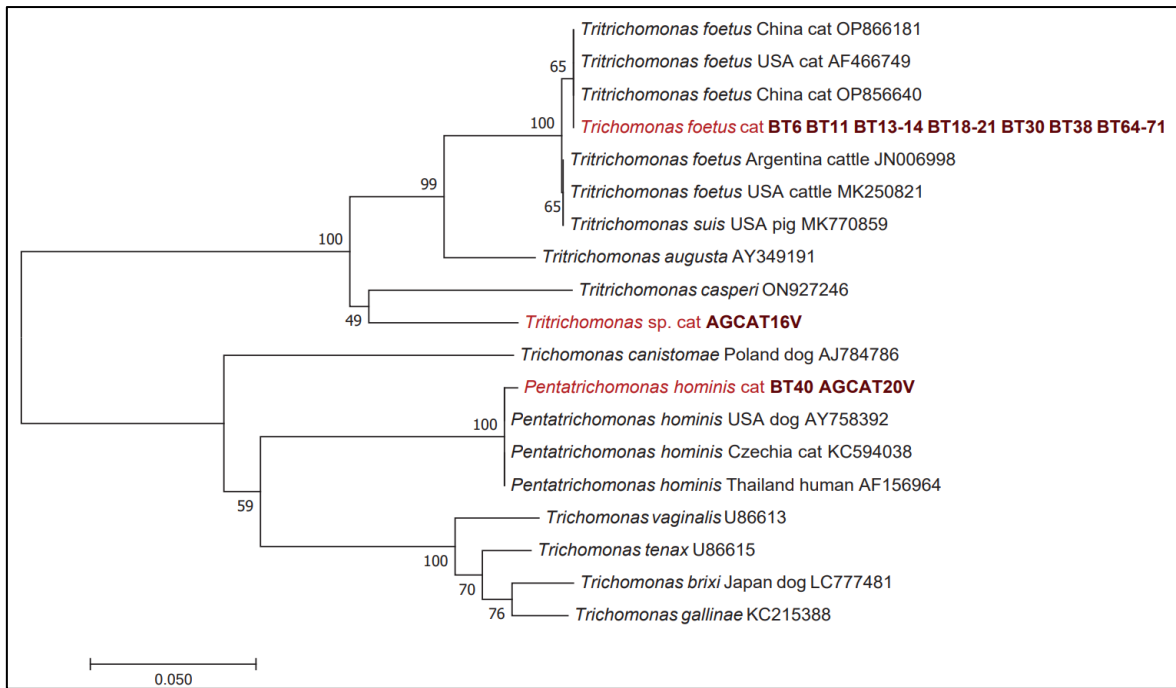 Tritrichomonas foetus China cat OP866181
65
Tritrichomonas foetus USA cat AF466749
Tritrichomonas foetus China cat OP856640
100
Trichomonas foetus cat BT6 BT11 BT13-14 BT18-21 BT30 BT38 BT64-71
Tritrichomonas foetus Argentina cattle JN006998
99
Tritrichomonas foetus USA cattle MK250821
65
Tritrichomonas suis USA pig MK770859
100
Tritrichomonas augusta AY349191
Tritrichomonas casperi ON927246
49
Tritrichomonas sp. cat AGCAT16V
Trichomonas canistomae Poland dog AJ784786
Pentatrichomonas hominis cat BT40 AGCAT20V
100
Pentatrichomonas hominis USA dog AY758392
Pentatrichomonas hominis Czechia cat KC594038
Pentatrichomonas hominis Thailand human AF156964
59
Trichomonas vaginalis U86613
100
Trichomonas tenax U86615
70
Trichomonas brixi Japan dog LC777481
76
Trichomonas gallinae KC215388
0.050